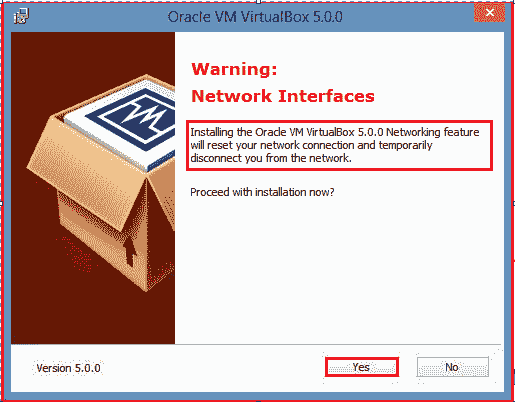 Oracle VM VirtualBox 5.0.0
Warning:
Network Interfaces
Installing the Oracle VM VirtualBox 5.0.0 Networking feature
will reset your network connection and temporarily
disconnect you from the network.
Proceed with installation now?
Version 5.0.0
Yes
No